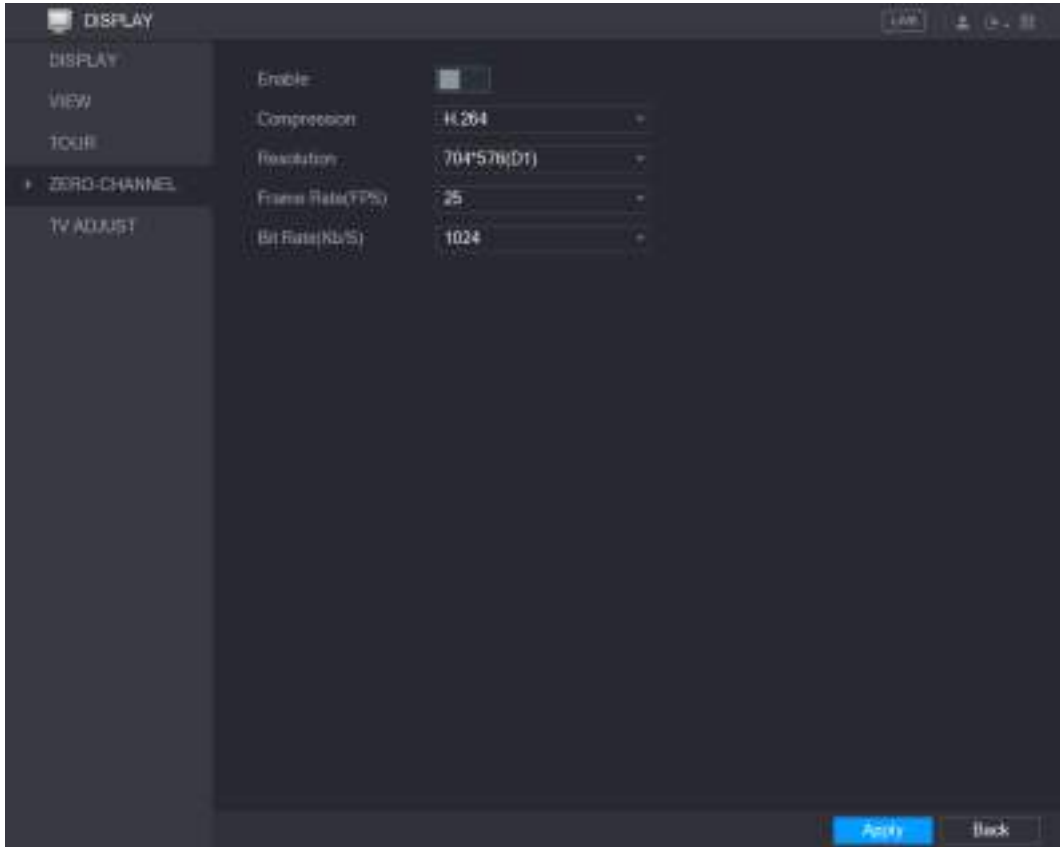 DISPLAY
LIVE
DISPLAY
VIEW
TOUR
ZERO-CHANNEL
TV ADJUST
Enable
Compression H.264
Resolution 704*576(D1)
Frame Rate(FPS) 25
Bit Rate(Kb/S) 1024
Apply Back